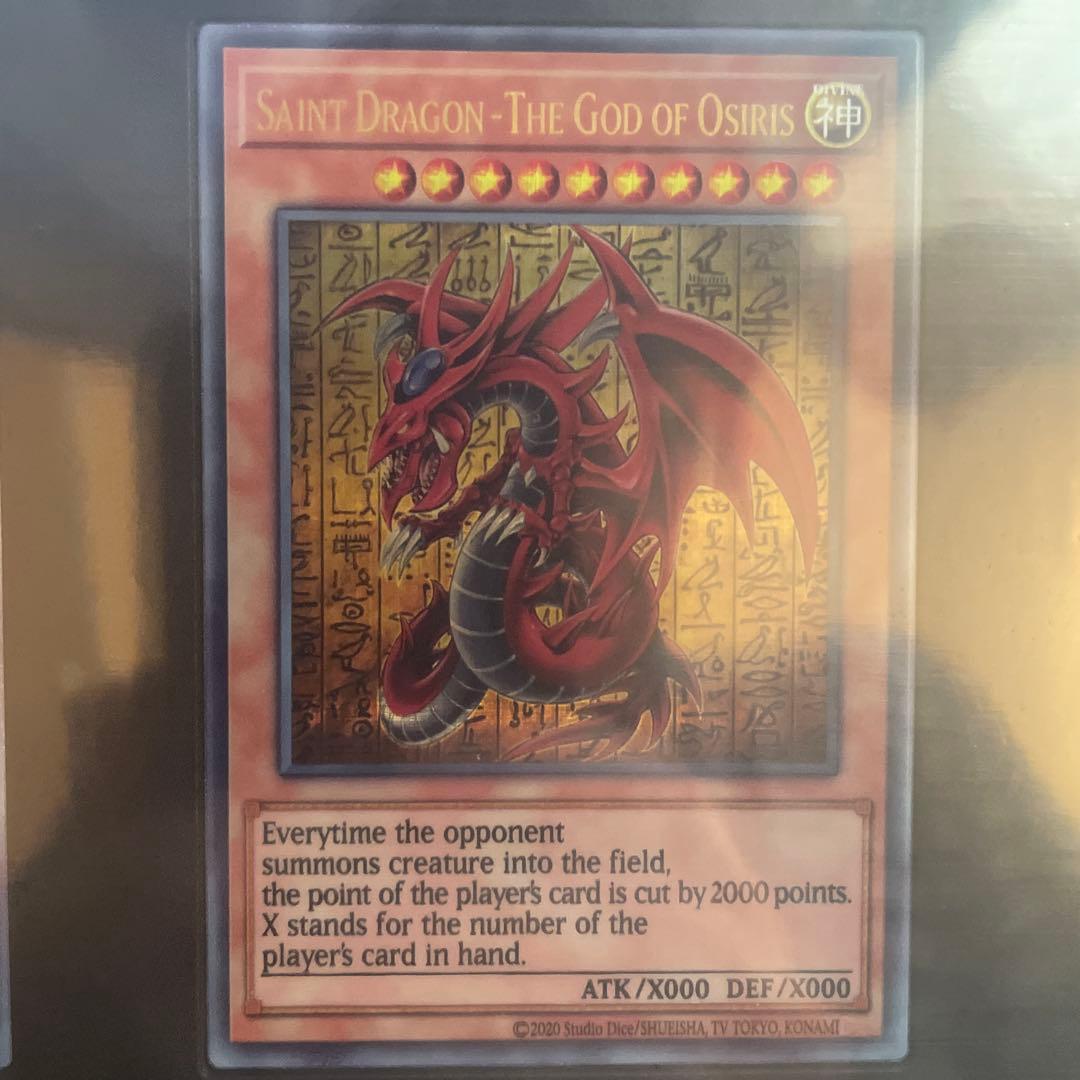 SAINT DRAGON -THE GOD OF OSIRIS
DIVINE
神
Everytime the opponent
summons creature into the field,
the point of the player's card is cut by 2000 points.
X stands for the number of the
player's card in hand.
ATK/X000 DEF/X000
©2020 Studio Dice/SHUEISHA, TV TOKYO, KONAMI